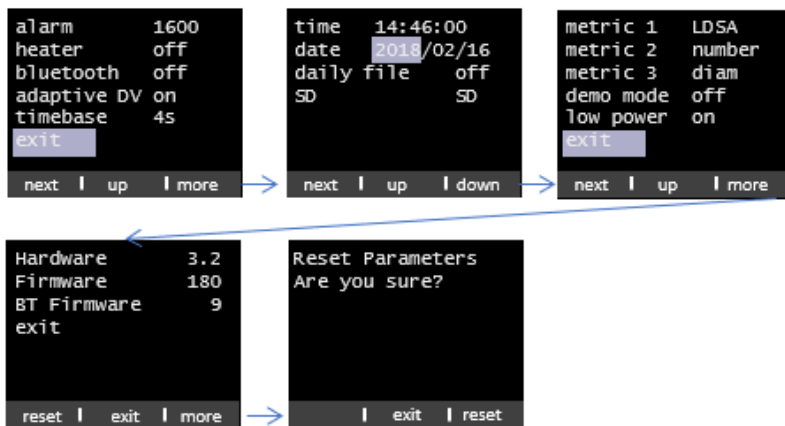 alarm 1600
heater off
bluetooth off
adaptive DV on
timebase 4s
exit
next up more
time 14:46:00
date 2018/02/16
daily file off
SD SD
next up down
metric 1 LDSA
metric 2 number
metric 3 diam
demo mode off
low power on
exit
next up more
Hardware 3.2
Firmware 180
BT Firmware 9
exit
reset exit more
Reset Parameters
Are you sure?
exit reset